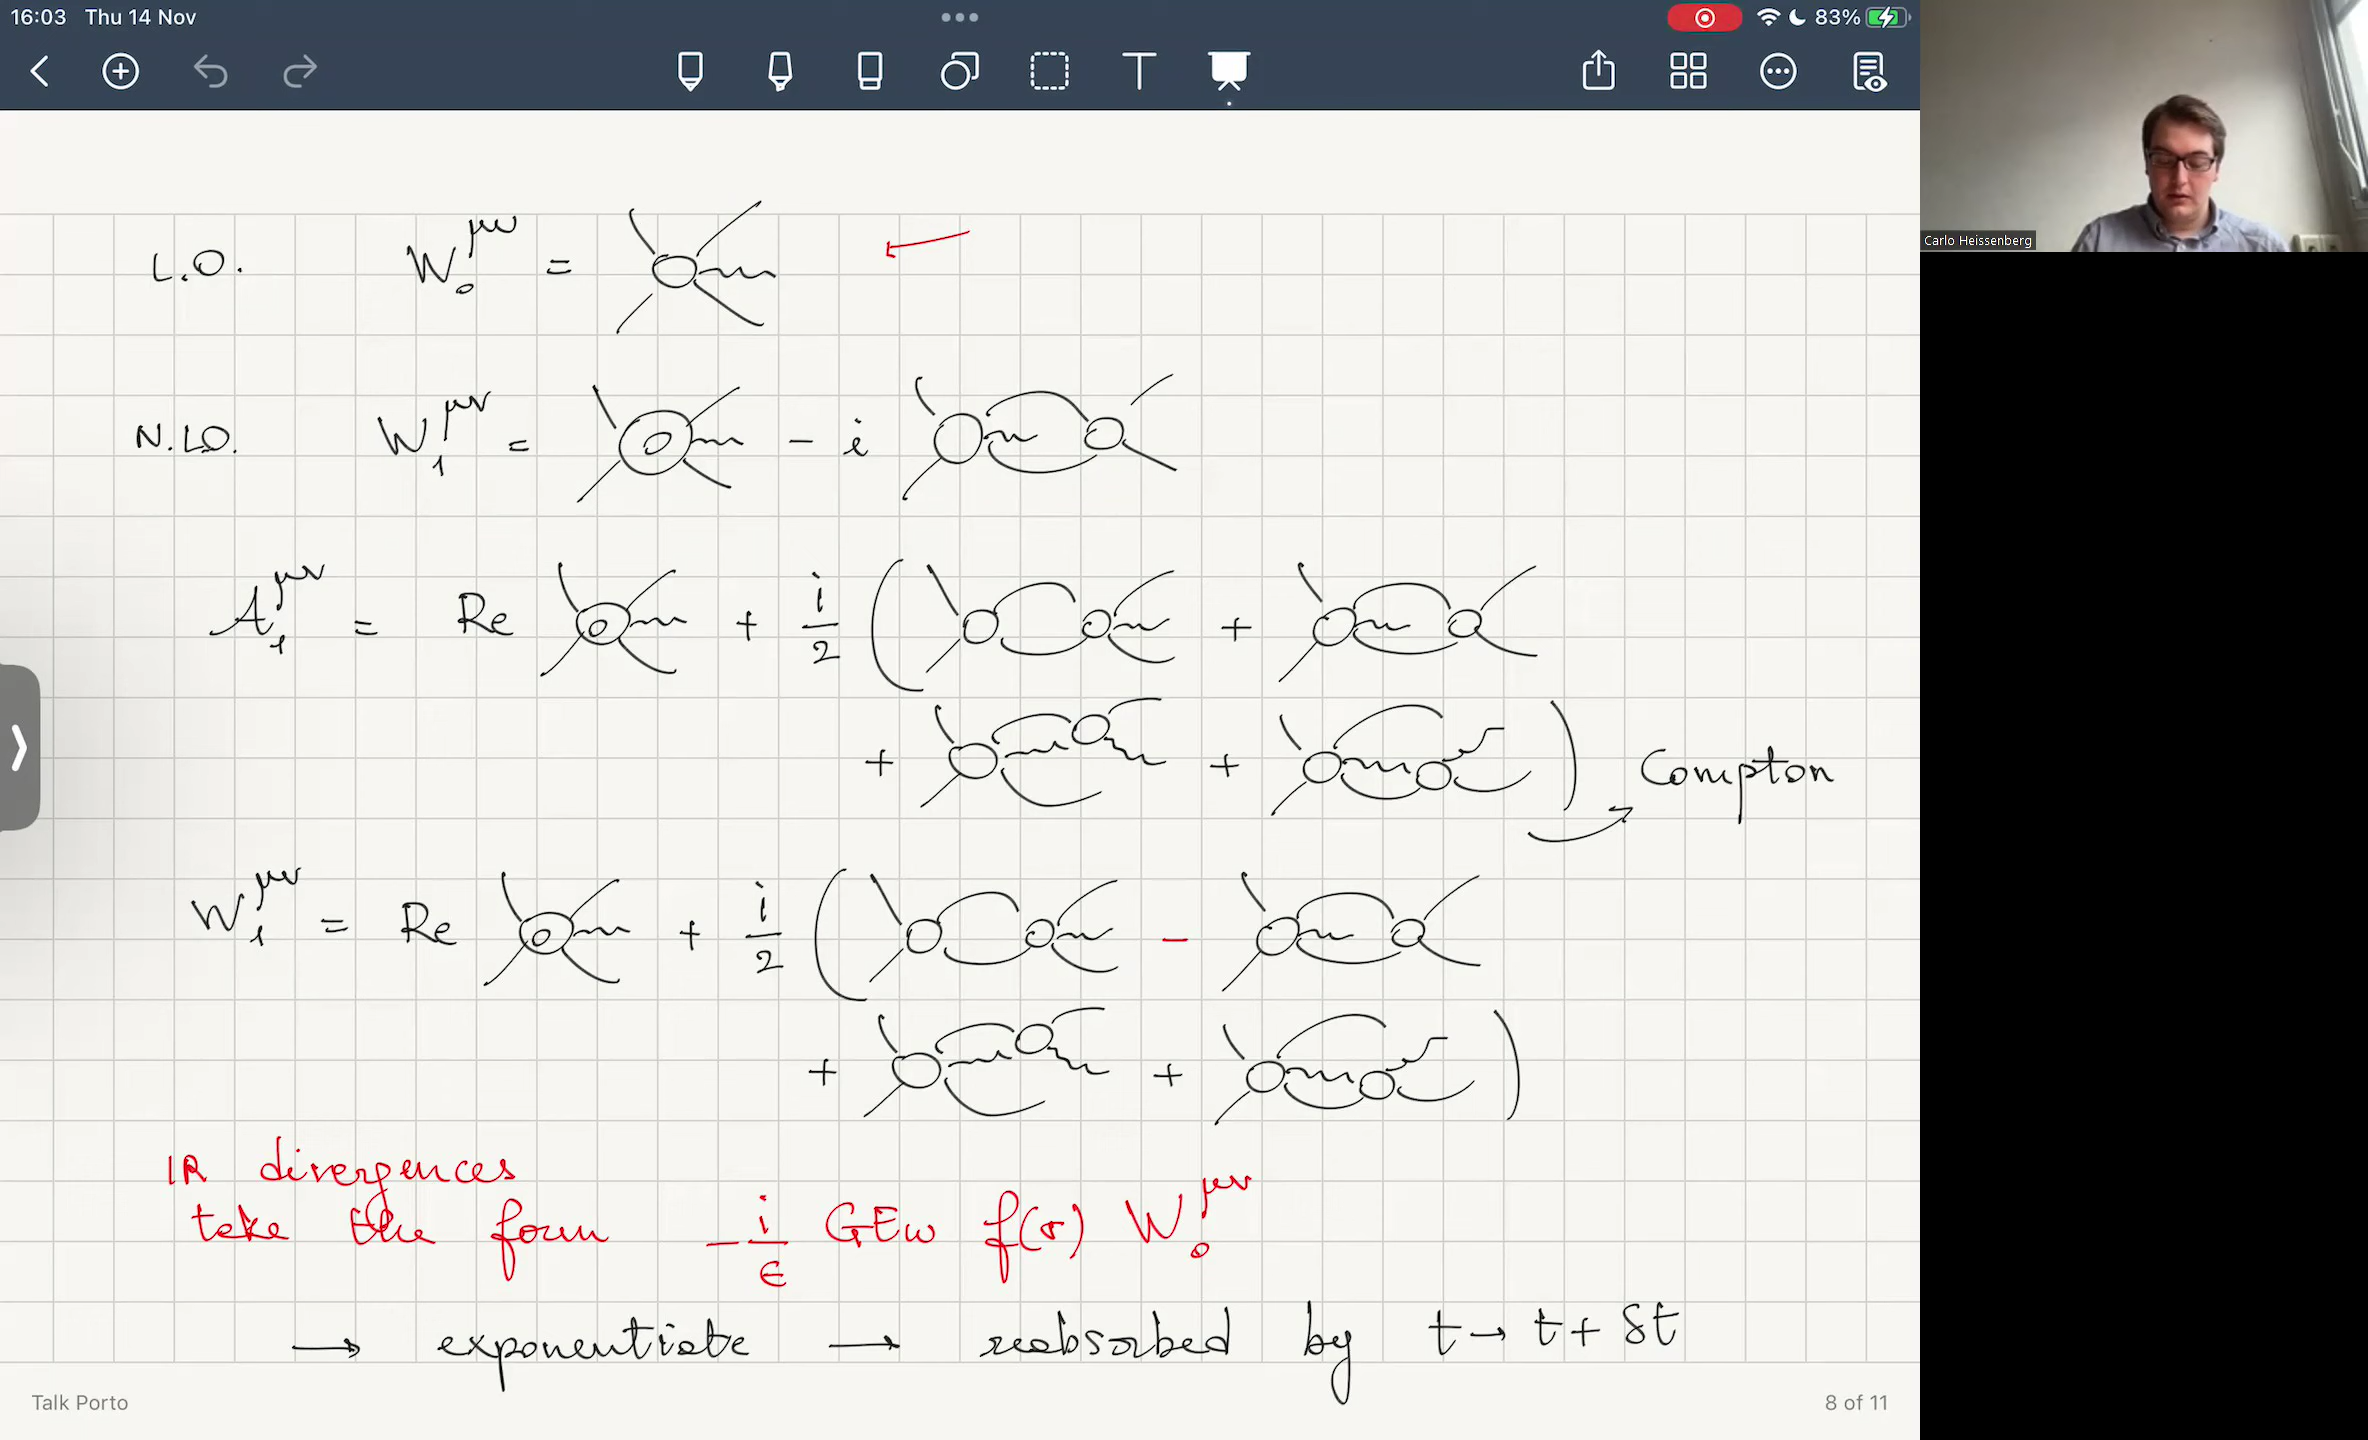 16:03 Thu 14 Nov
83%
Carlo Heissenberg
L.O. W₀^μν =
N.LO. W₁^μν = - i
A₁^μν = Re + i/2 ( +
+ + ) Compton
W₁^μν = Re + i/2 ( -
+ + )
IR divergences
take the form -i/ϵ GEω f(σ) W₀^μν
→ exponentiate → reabsorbed by t → t + δt
Talk Porto
8 of 11